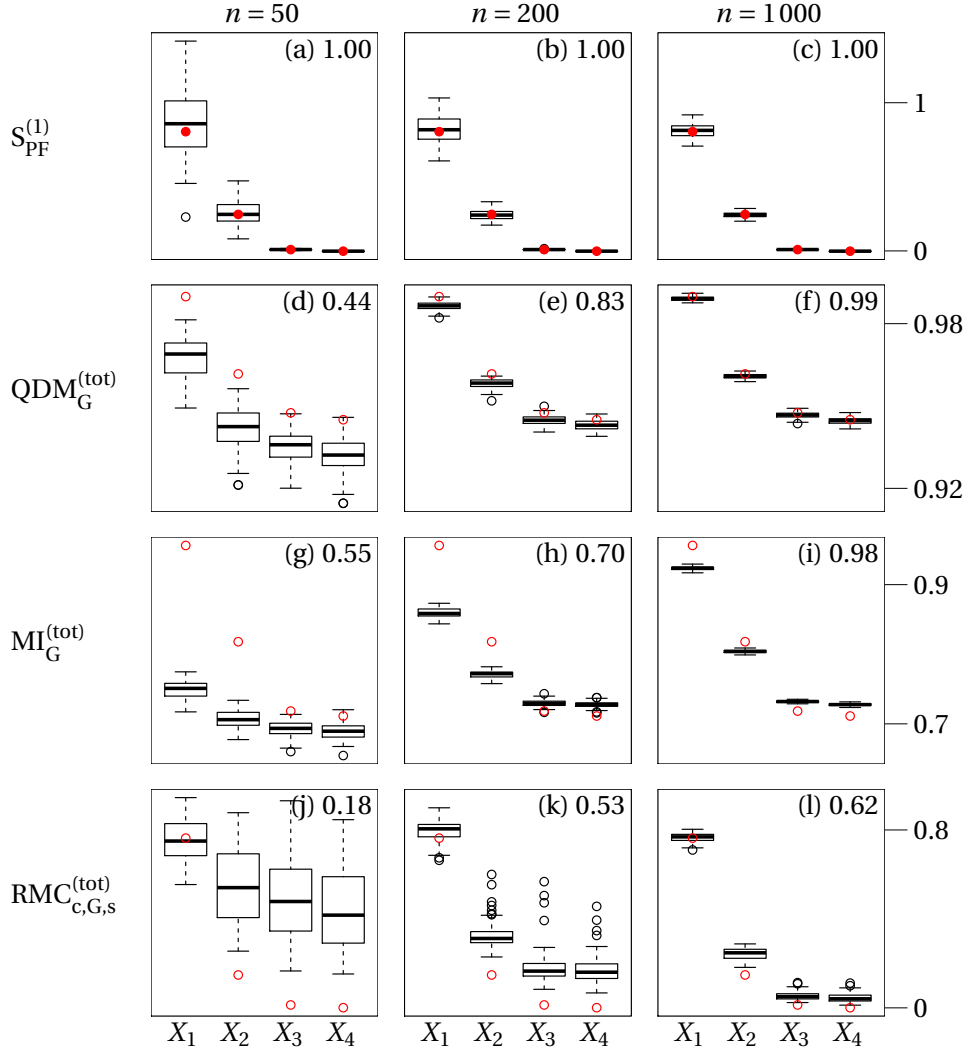 n = 50 n = 200 n = 1000
(a) 1.00 (b) 1.00 (c) 1.00
1
S_PF^(1)
0
(d) 0.44 (e) 0.83 (f) 0.99
0.98
QDM_G^(tot)
0.92
(g) 0.55 (h) 0.70 (i) 0.98
0.9
MI_G^(tot)
0.7
(j) 0.18 (k) 0.53 (l) 0.62
0.8
RMC_c,G,s^(tot)
0
X1 X2 X3 X4 X1 X2 X3 X4 X1 X2 X3 X4